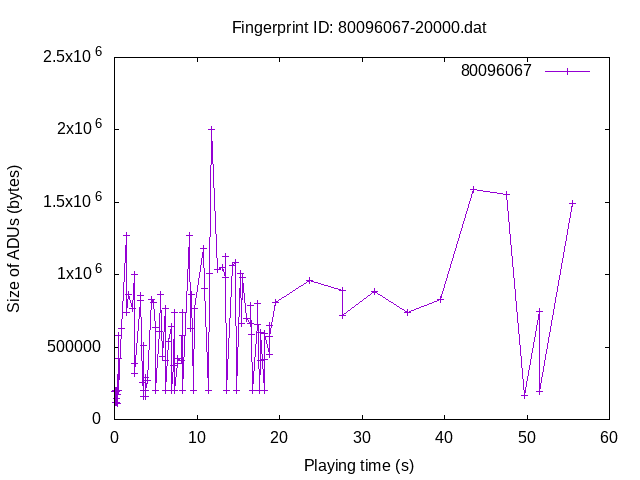 Fingerprint ID: 80096067-20000.dat
80096067
2.5x10 6
2x10 6
1.5x10 6
1x10 6
500000
0
Size of ADUs (bytes)
0 10 20 30 40 50 60
Playing time (s)